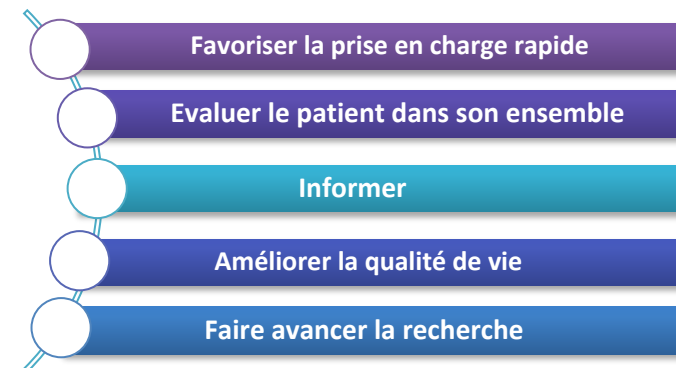 Favoriser la prise en charge rapide
Evaluer le patient dans son ensemble
Informer
Améliorer la qualité de vie
Faire avancer la recherche